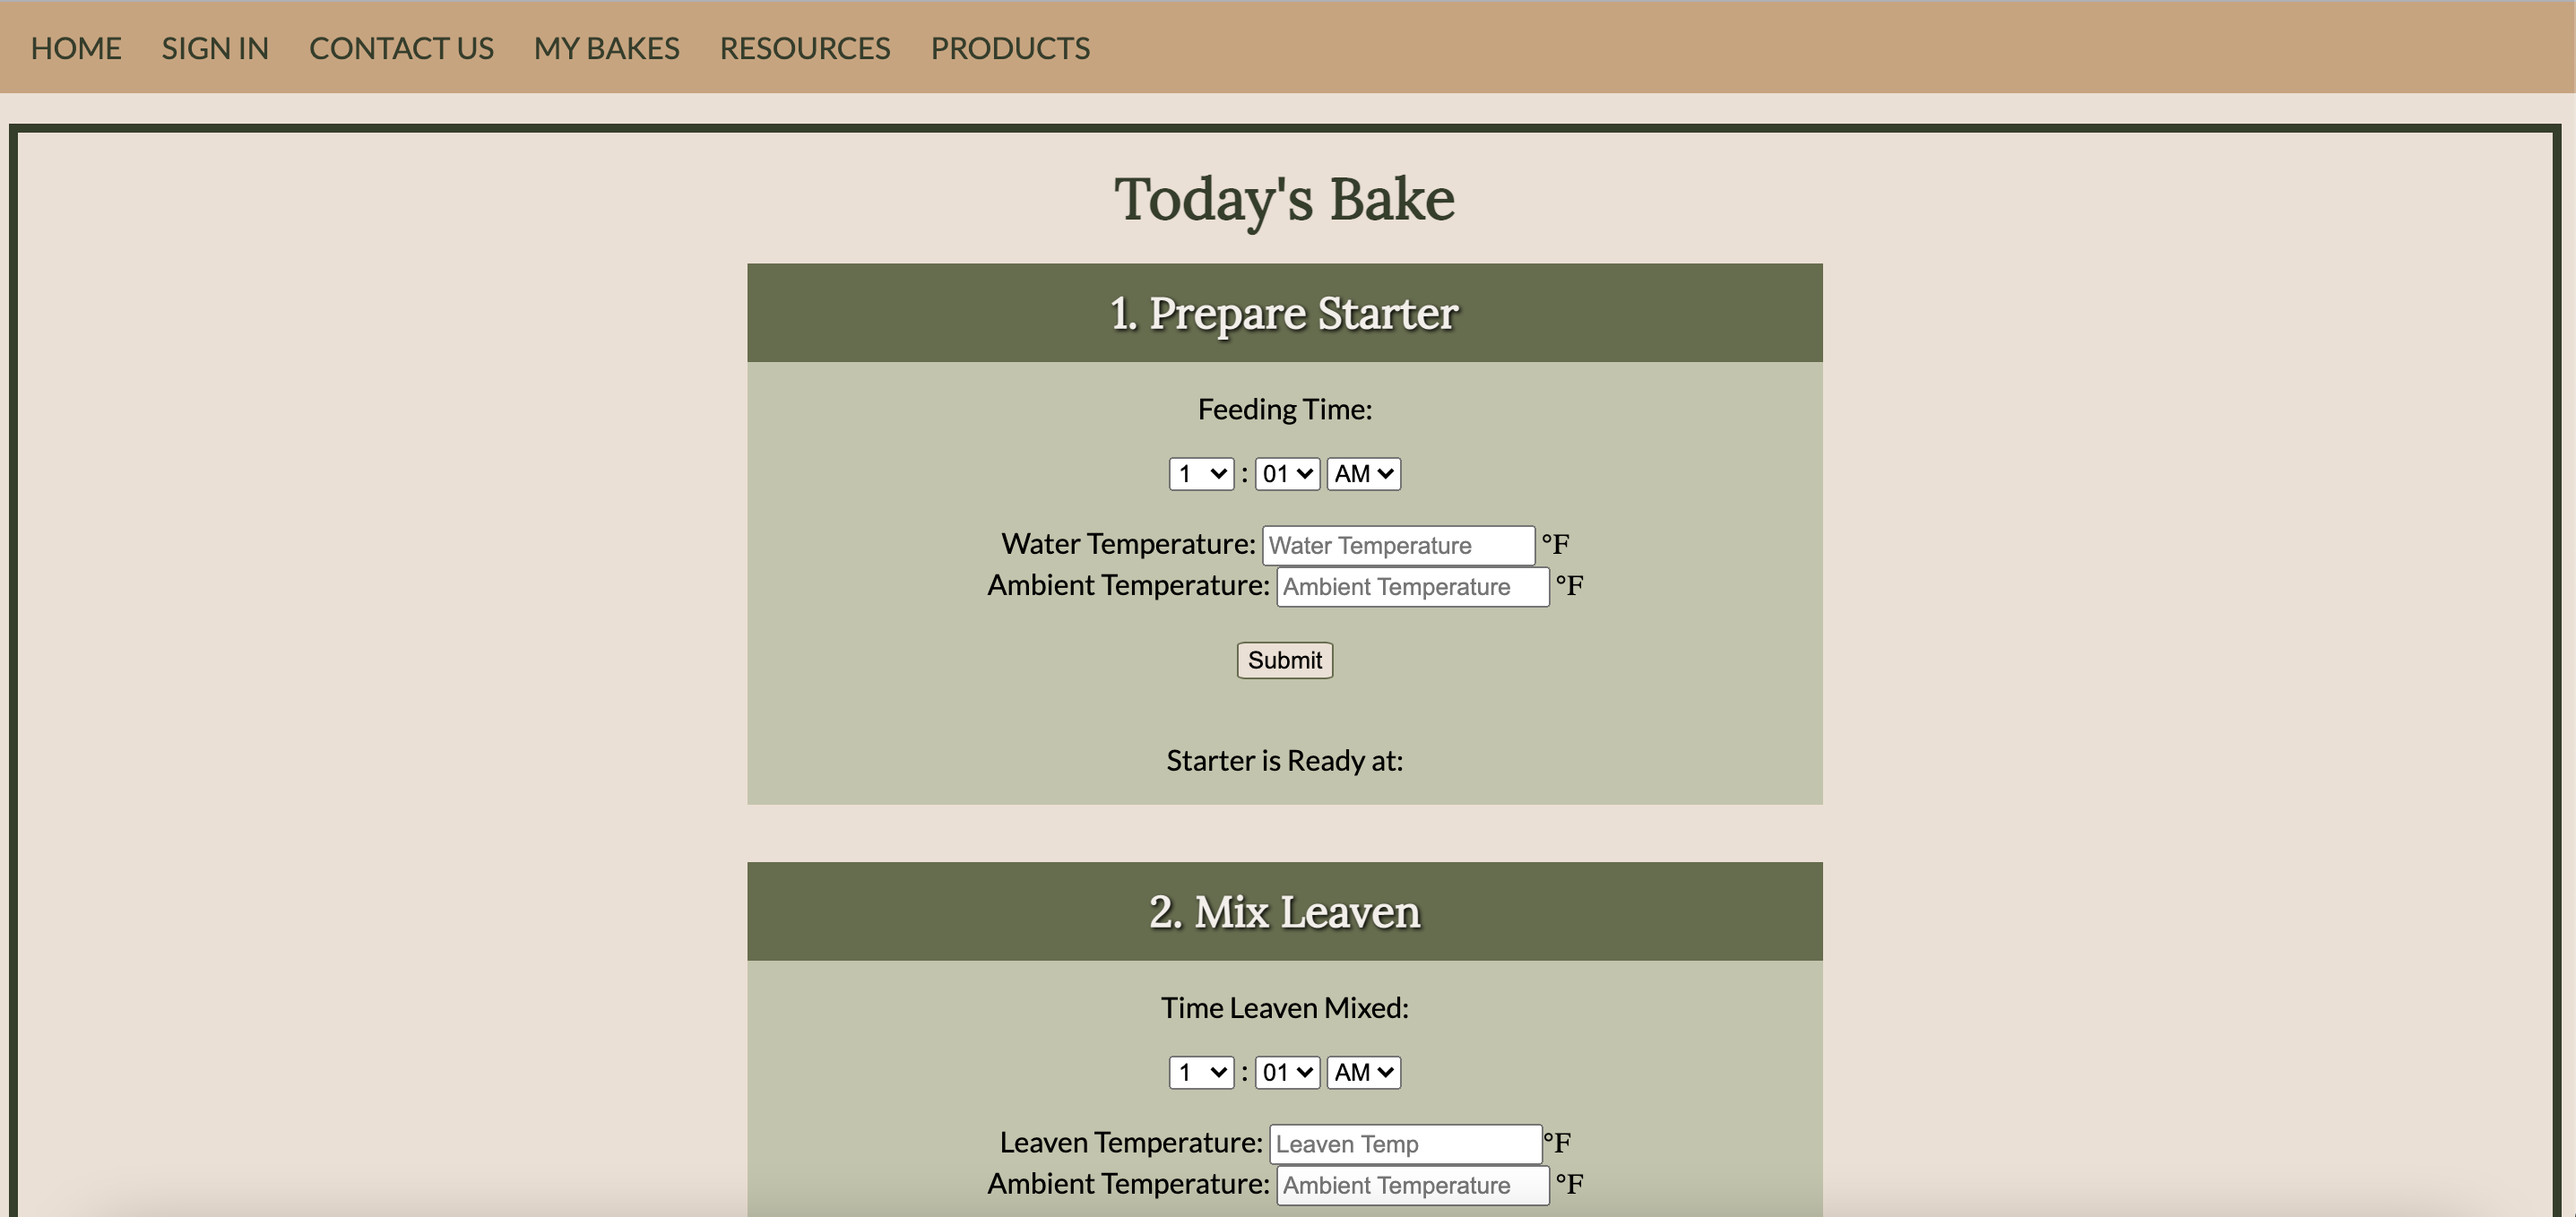 HOME SIGN IN CONTACT US MY BAKES RESOURCES PRODUCTS
Today's Bake
1. Prepare Starter
Feeding Time:
1 : 01 AM
Water Temperature: Water Temperature °F
Ambient Temperature: Ambient Temperature °F
Submit
Starter is Ready at:
2. Mix Leaven
Time Leaven Mixed:
1 : 01 AM
Leaven Temperature: Leaven Temp °F
Ambient Temperature: Ambient Temperature °F